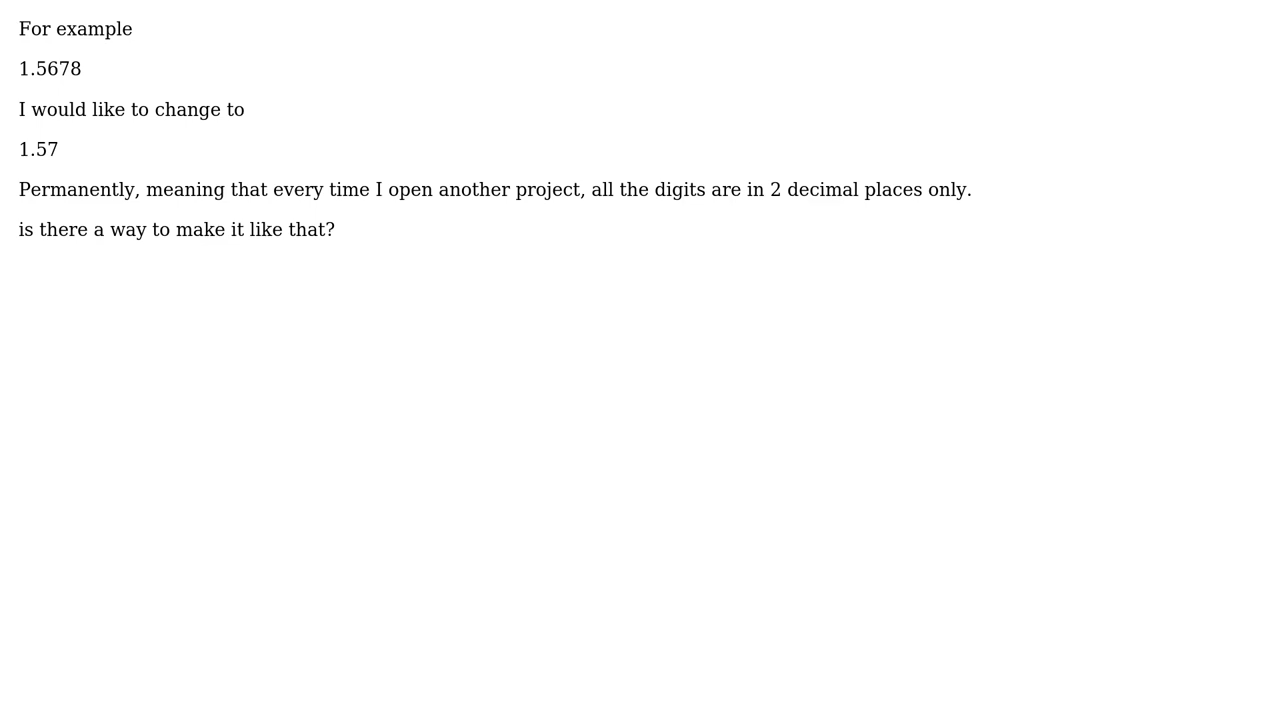 For example
1.5678
I would like to change to
1.57
Permanently, meaning that every time I open another project, all the digits are in 2 decimal places only.
is there a way to make it like that?